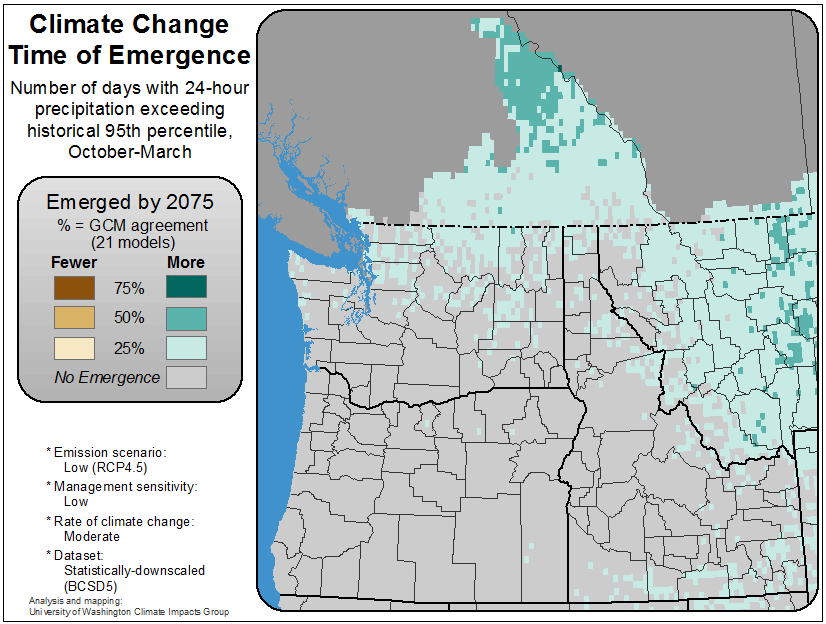 Climate Change
Time of Emergence
Number of days with 24-hour
precipitation exceeding
historical 95th percentile,
October-March
Emerged by 2075
% = GCM agreement
(21 models)
Fewer More
75%
50%
25%
No Emergence
* Emission scenario:
Low (RCP4.5)
* Management sensitivity:
Low
* Rate of climate change:
Moderate
* Dataset:
Statistically-downscaled
(BCSD5)
Analysis and mapping:
University of Washington Climate Impacts Group